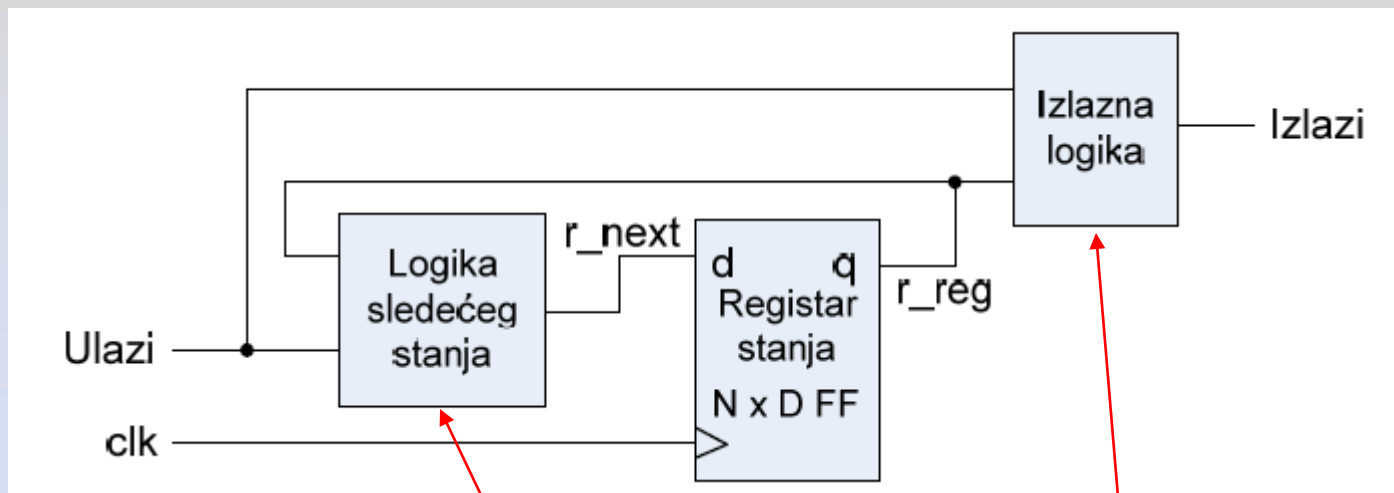 Izlazna
logika
Izlazi
r_next
Logika
sledećeg
stanja
d q
Registar
stanja
N x D FF
r_reg
Ulazi
clk